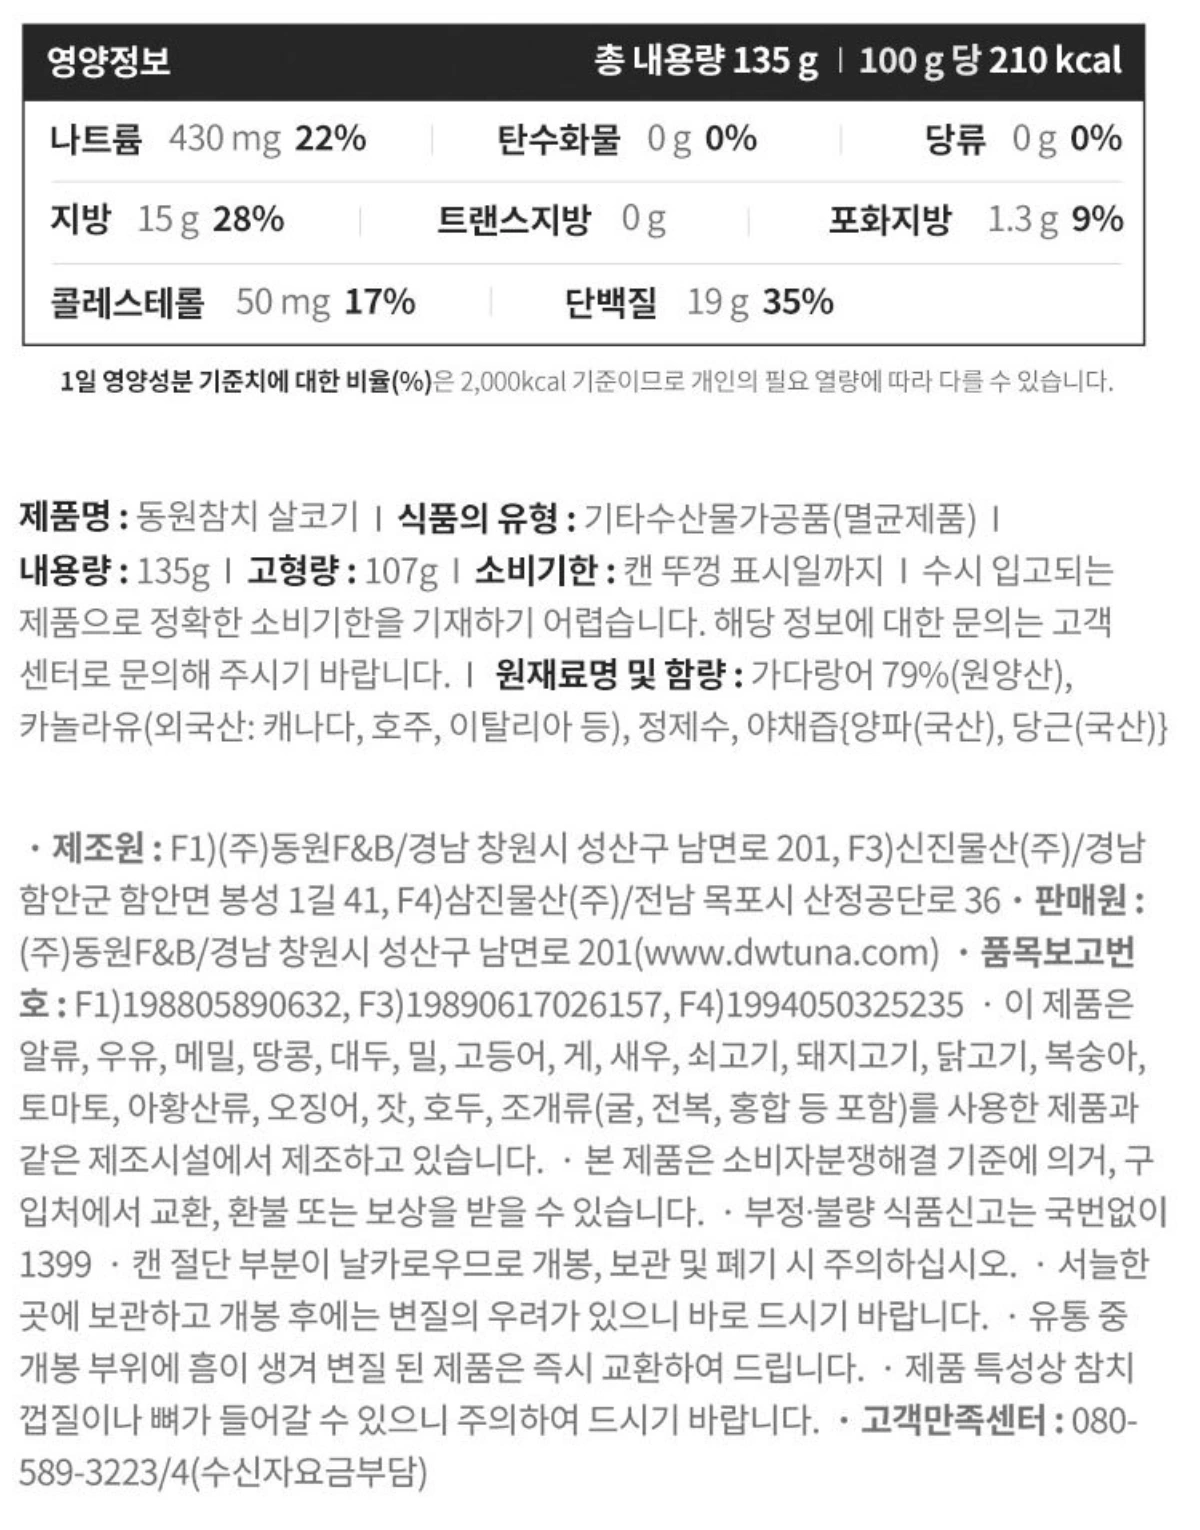 영양정보 총 내용량 135 g | 100 g 당 210 kcal
나트륨 430 mg 22% | 탄수화물 0 g 0% | 당류 0 g 0%
지방 15 g 28% | 트랜스지방 0 g | 포화지방 1.3 g 9%
콜레스테롤 50 mg 17% | 단백질 19 g 35%
1일 영양성분 기준치에 대한 비율(%)은 2,000kcal 기준이므로 개인의 필요 열량에 따라 다를 수 있습니다.
제품명 : 동원참치 살코기 | 식품의 유형 : 기타수산물가공품(멸균제품) |
내용량 : 135g | 고형량 : 107g | 소비기한 : 캔 뚜껑 표시일까지 | 수시 입고되는
제품으로 정확한 소비기한을 기재하기 어렵습니다. 해당 정보에 대한 문의는 고객
센터로 문의해 주시기 바랍니다. | 원재료명 및 함량 : 가다랑어 79%(원양산),
카놀라유(외국산: 캐나다, 호주, 이탈리아 등), 정제수, 야채즙{양파(국산), 당근(국산)}
· 제조원 : F1)(주)동원F&B/경남 창원시 성산구 남면로 201, F3)신진물산(주)/경남
함안군 함안면 봉성 1길 41, F4)삼진물산(주)/전남 목포시 산정공단로 36 · 판매원 :
(주)동원F&B/경남 창원시 성산구 남면로 201(www.dwtuna.com) · 품목보고번
호 : F1)198805890632, F3)19890617026157, F4)1994050325235 · 이 제품은
알류, 우유, 메밀, 땅콩, 대두, 밀, 고등어, 게, 새우, 쇠고기, 돼지고기, 닭고기, 복숭아,
토마토, 아황산류, 오징어, 잣, 호두, 조개류(굴, 전복, 홍합 등 포함)를 사용한 제품과
같은 제조시설에서 제조하고 있습니다. · 본 제품은 소비자분쟁해결 기준에 의거, 구
입처에서 교환, 환불 또는 보상을 받을 수 있습니다. · 부정·불량 식품신고는 국번없이
1399 · 캔 절단 부분이 날카로우므로 개봉, 보관 및 폐기 시 주의하십시오. · 서늘한
곳에 보관하고 개봉 후에는 변질의 우려가 있으니 바로 드시기 바랍니다. · 유통 중
개봉 부위에 흠이 생겨 변질 된 제품은 즉시 교환하여 드립니다. · 제품 특성상 참치
껍질이나 뼈가 들어갈 수 있으니 주의하여 드시기 바랍니다. · 고객만족센터 : 080-
589-3223/4(수신자요금부담)